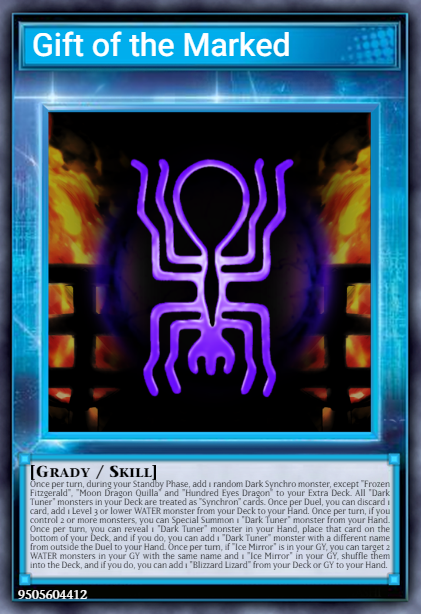 Gift of the Marked
[Grady / Skill]
Once per turn, during your Standby Phase, add 1 random Dark Synchro monster, except "Frozen
Fitzgerald", "Moon Dragon Quilla" and "Hundred Eyes Dragon" to your Extra Deck. All "Dark
Tuner" monsters in your Deck are treated as "Synchron" cards. Once per Duel, you can discard 1
card, add 1 Level 3 or lower WATER monster from your Deck to your Hand. Once per turn, if you
control 2 or more monsters, you can Special Summon 1 "Dark Tuner" monster from your Hand.
Once per turn, you can reveal 1 "Dark Tuner" monster in your Hand, place that card on the
bottom of your Deck, and if you do, you can add 1 "Dark Tuner" monster with a different name
from outside the Duel to your Hand. Once per turn, if "Ice Mirror" is in your GY, you can target 2
WATER monsters in your GY with the same name and 1 "Ice Mirror" in your GY, shuffle them
into the Deck, and if you do, you can add 1 "Blizzard Lizard" from your Deck or GY to your Hand.
9505604412